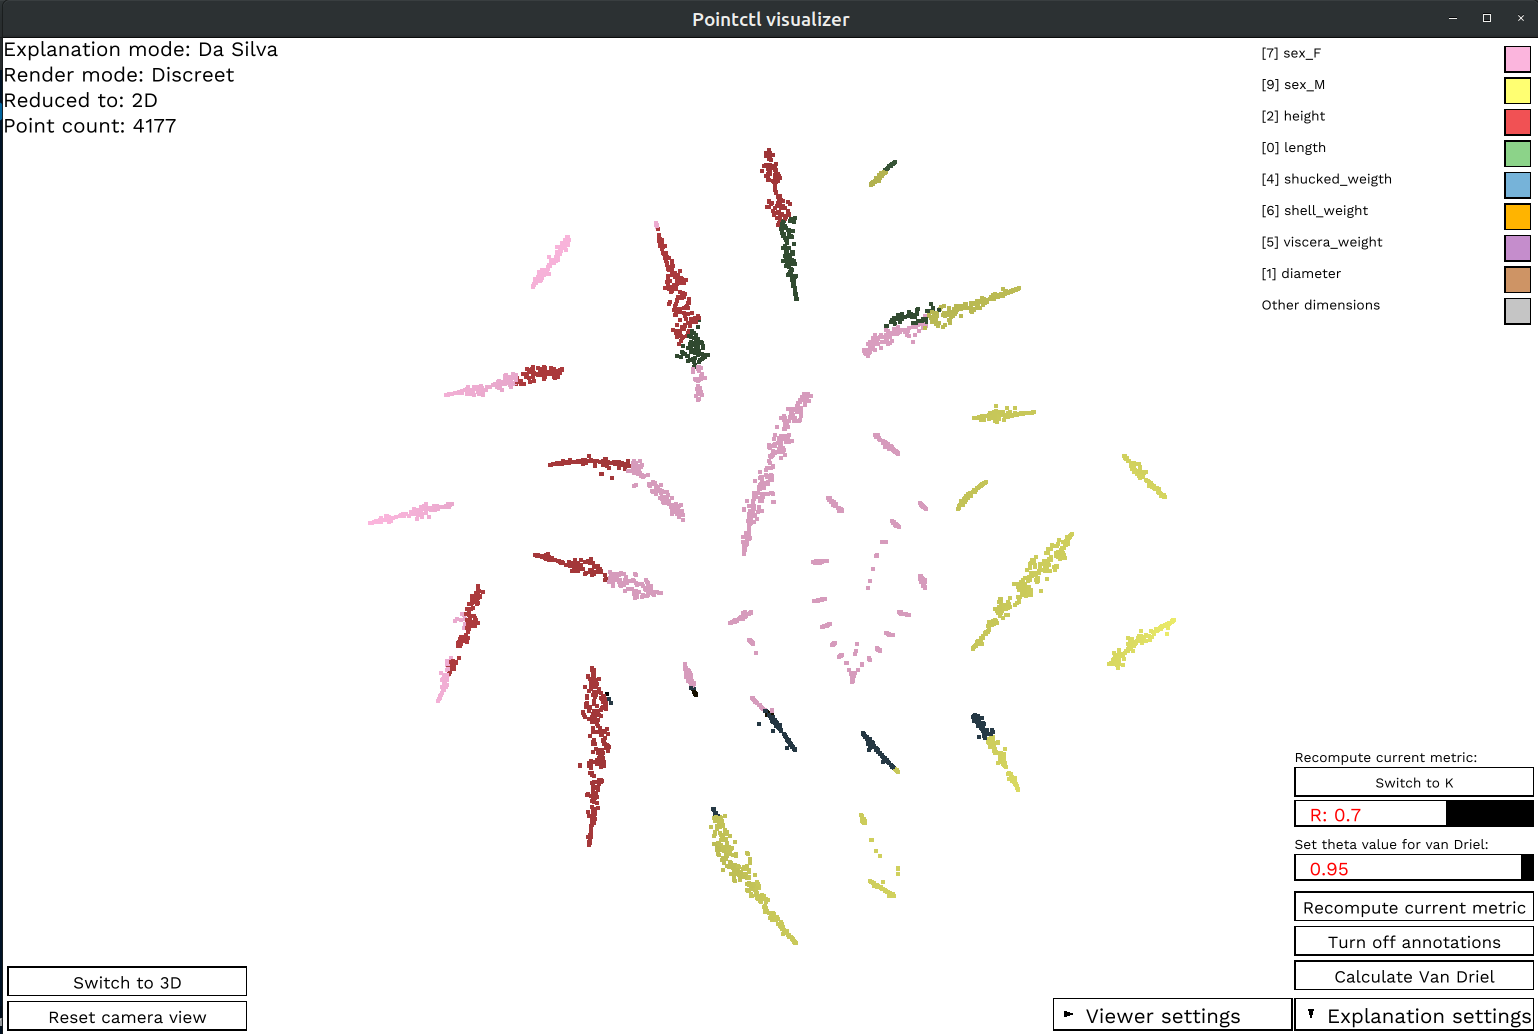 Pointctl visualizer
Explanation mode: Da Silva
Render mode: Discreet
Reduced to: 2D
Point count: 4177
[7] sex_F
[9] sex_M
[2] height
[0] length
[4] shucked_weigth
[6] shell_weight
[5] viscera_weight
[1] diameter
Other dimensions
Recompute current metric:
Switch to K
R: 0.7
Set theta value for van Driel:
0.95
Recompute current metric
Turn off annotations
Calculate Van Driel
Switch to 3D
Reset camera view
Viewer settings
Explanation settings